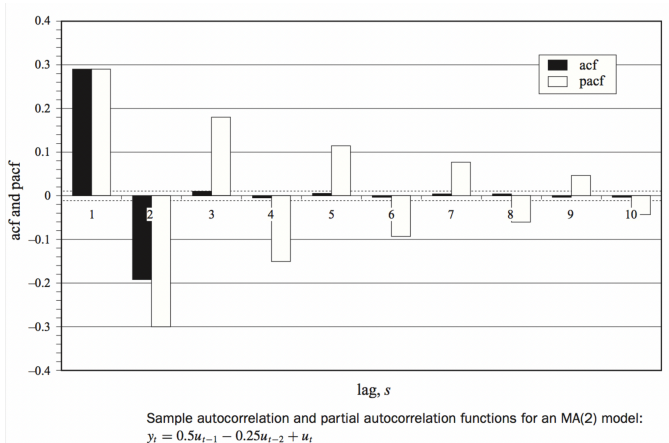 0.4
0.3
0.2
0.1
0
−0.1
−0.2
−0.3
−0.4
acf and pacf
acf
pacf
1 2 3 4 5 6 7 8 9 10
lag, s
Sample autocorrelation and partial autocorrelation functions for an MA(2) model:
yₜ = 0.5uₜ₋₁ − 0.25uₜ₋₂ + uₜ